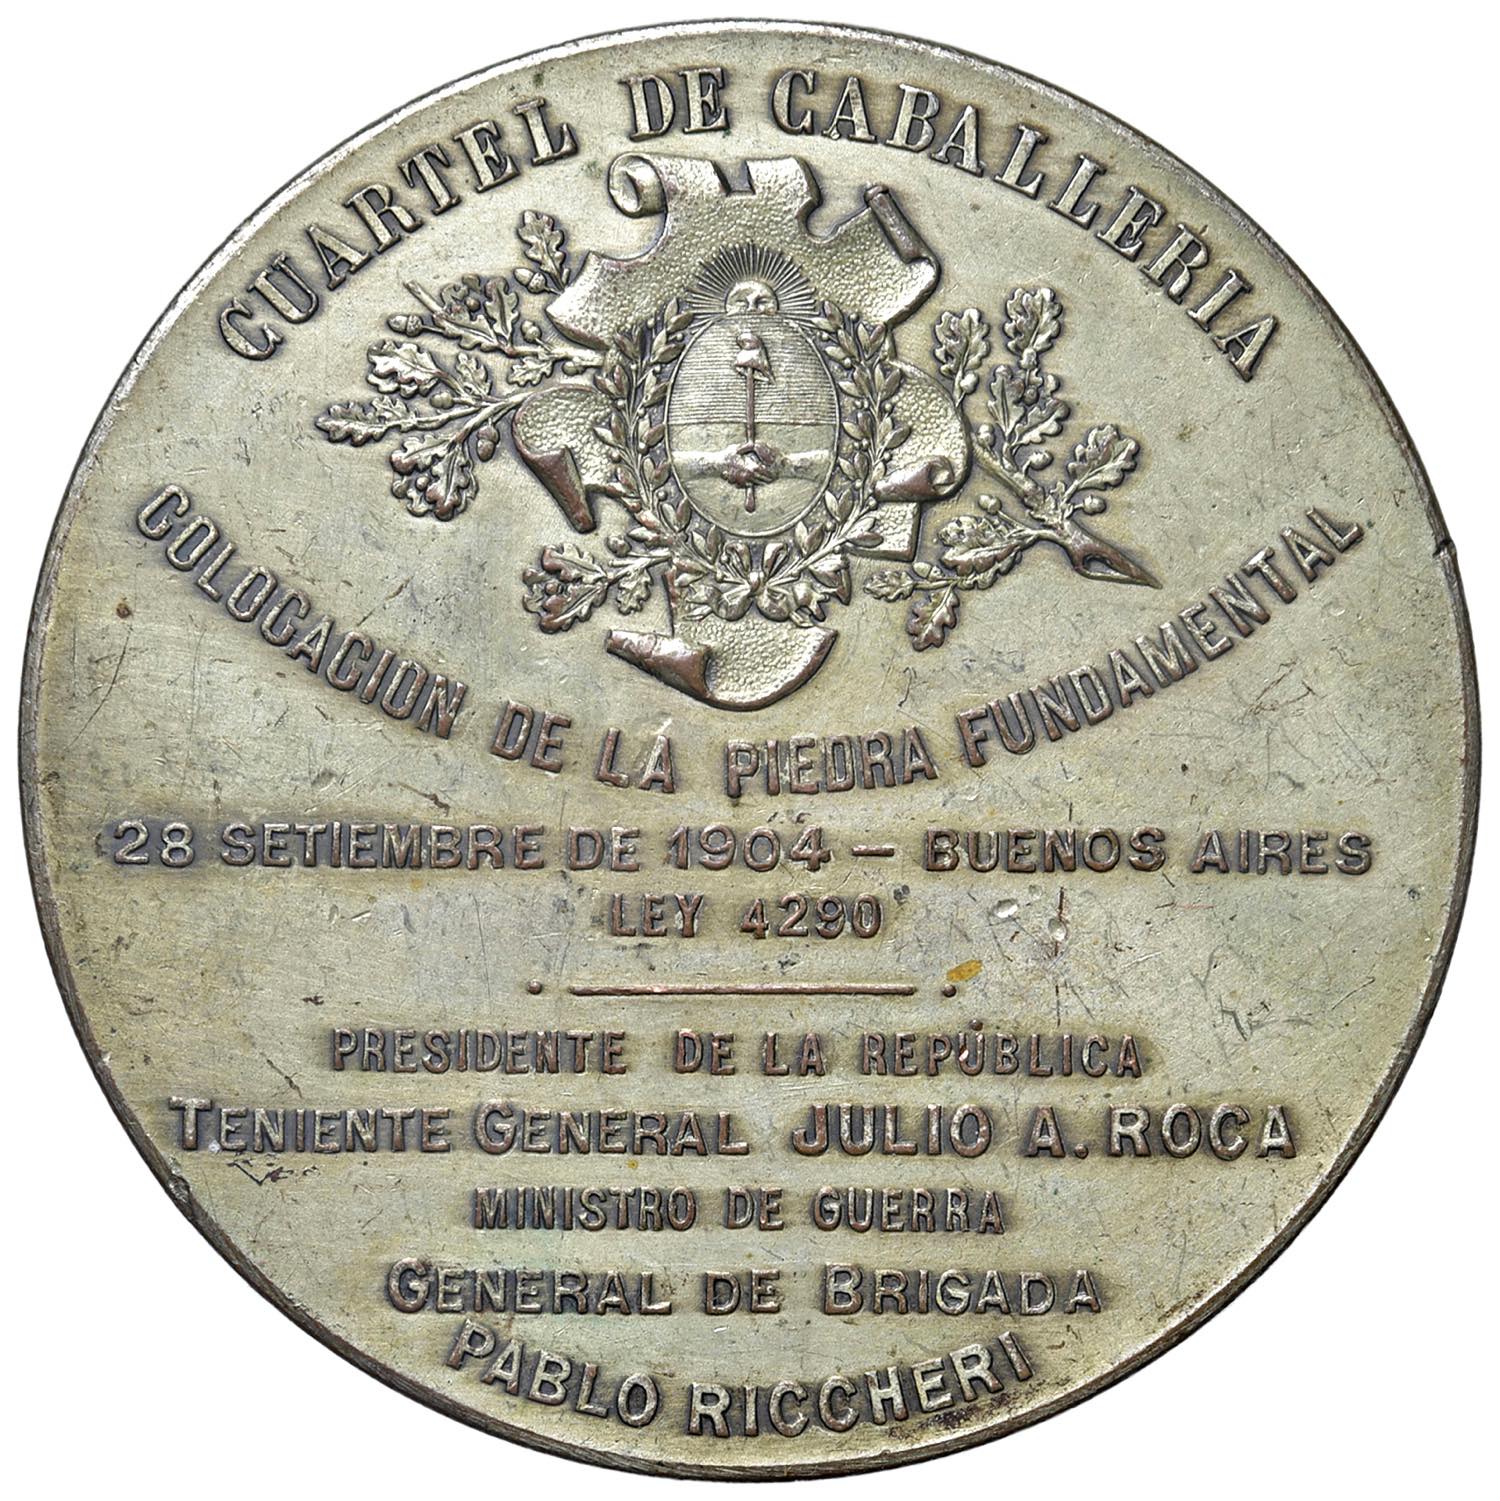 CUARTEL DE CABALLERIA
COLOCACION DE LA PIEDRA FUNDAMENTAL
28 SETIEMBRE DE 1904 – BUENOS AIRES
LEY 4290
PRESIDENTE DE LA REPÚBLICA
TENIENTE GENERAL JULIO A. ROCA
MINISTRO DE GUERRA
GENERAL DE BRIGADA
PABLO RICCHERI